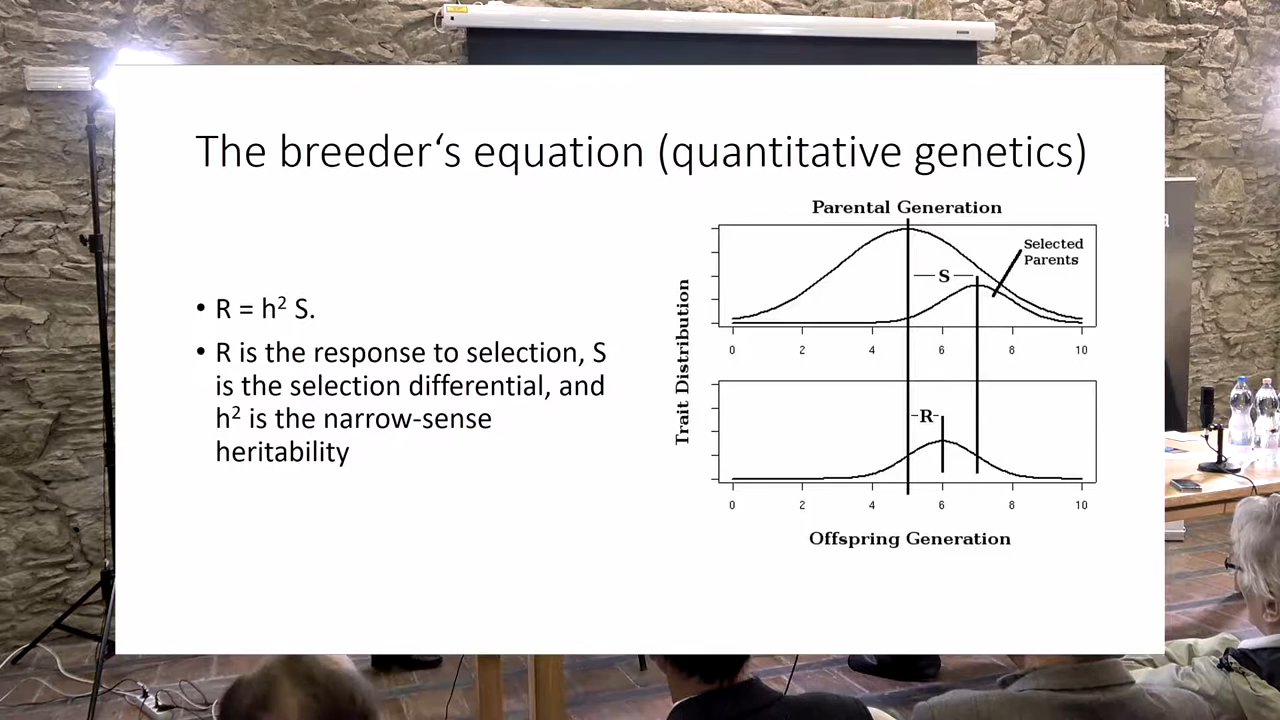 The breeder‘s equation (quantitative genetics)
• R = h² S.
• R is the response to selection, S
is the selection differential, and
h² is the narrow-sense
heritability
Parental Generation
Selected
Parents
S
0 2 4 6 8 10
Trait Distribution
R
0 2 4 6 8 10
Offspring Generation
a